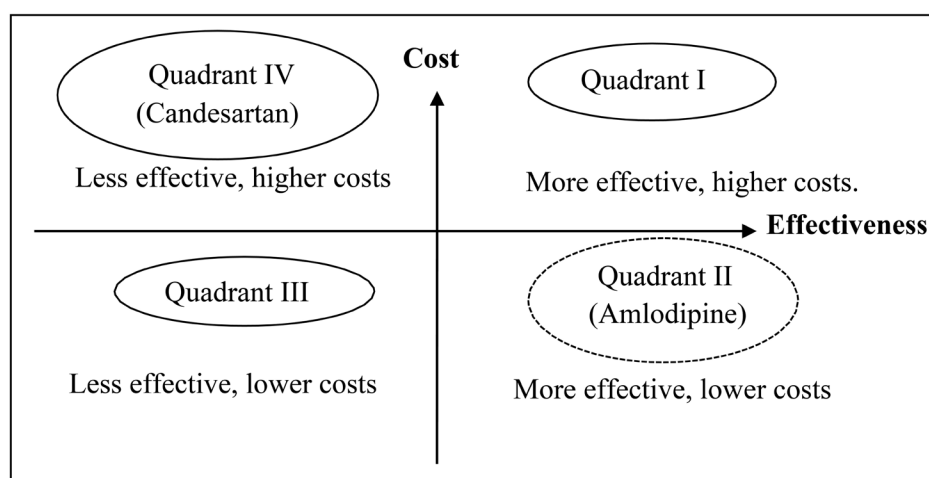 Quadrant IV
(Candesartan)
Less effective, higher costs
Cost
Quadrant I
More effective, higher costs.
Effectiveness
Quadrant III
Less effective, lower costs
Quadrant II
(Amlodipine)
More effective, lower costs